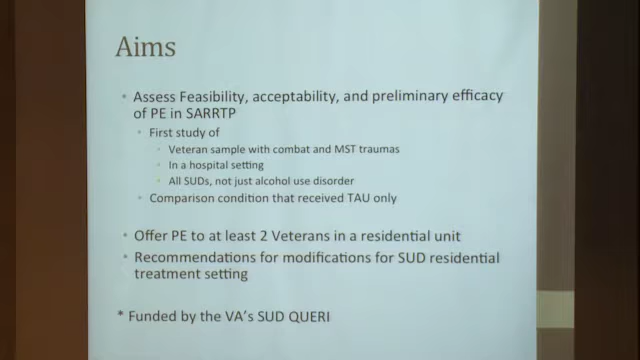 Aims
• Assess Feasibility, acceptability, and preliminary efficacy
of PE in SARRTP
• First study of
• Veteran sample with combat and MST traumas
• In a hospital setting
• All SUDs, not just alcohol use disorder
• Comparison condition that received TAU only
• Offer PE to at least 2 Veterans in a residential unit
• Recommendations for modifications for SUD residential
treatment setting
* Funded by the VA's SUD QUERI